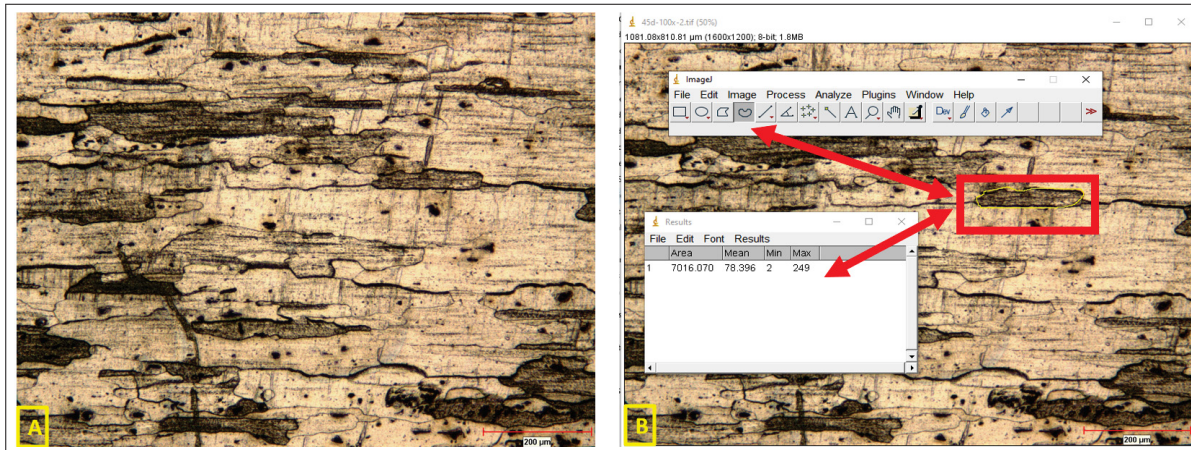 A
200 µm
45d-100x-2.tif (50%)
1081.08x810.81 µm (1600x1200); 8-bit; 1.8MB
ImageJ
File Edit Image Process Analyze Plugins Window Help
A Dev
Results
File Edit Font Results
Area Mean Min Max
1 7016.070 78.396 2 249
B
200 µm